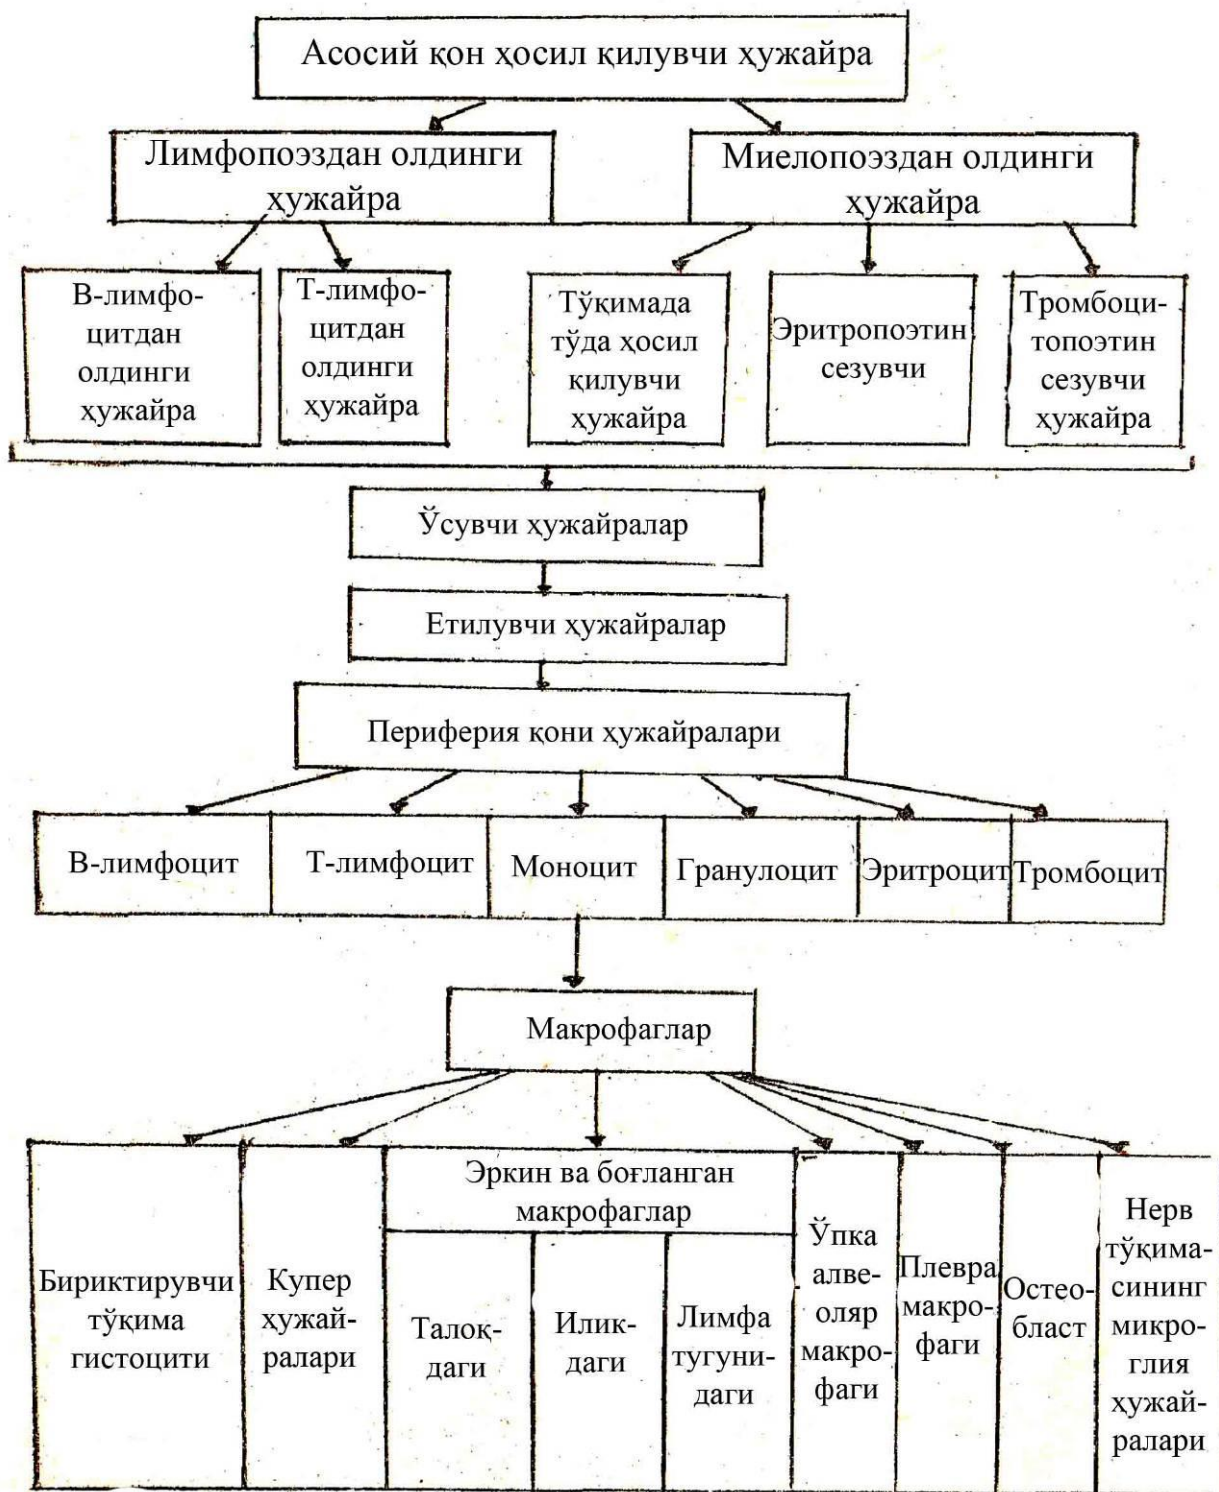 Асосий қон ҳосил қилувчи ҳужайра
Лимфопоэздан олдинги
ҳужайра
Миелопоэздан олдинги
ҳужайра
В-лимфо-
цитдан
олдинги
ҳужайра
Т-лимфо-
цитдан
олдинги
ҳужайра
Тўқимада
тўда ҳосил
қилувчи
ҳужайра
Эритропоэтин
сезувчи
Тромбоци-
топоэтин
сезувчи
ҳужайра
Ўсувчи ҳужайралар
Етилувчи ҳужайралар
Периферия қони ҳужайралари
В-лимфоцит
Т-лимфоцит
Моноцит
Гранулоцит
Эритроцит
Тромбоцит
Макрофаглар
Бириктирувчи
тўқима
гистоцити
Купер
ҳужай-
ралари
Эркин ва боғланган
макрофаглар
Талоқ-
даги
Илик-
даги
Лимфа
тугуни-
даги
Ўпка
алве-
оляр
макро-
фаги
Плевра
макро-
фаги
Остео-
бласт
Нерв
тўқима-
сининг
микро-
глия
ҳужай-
ралари